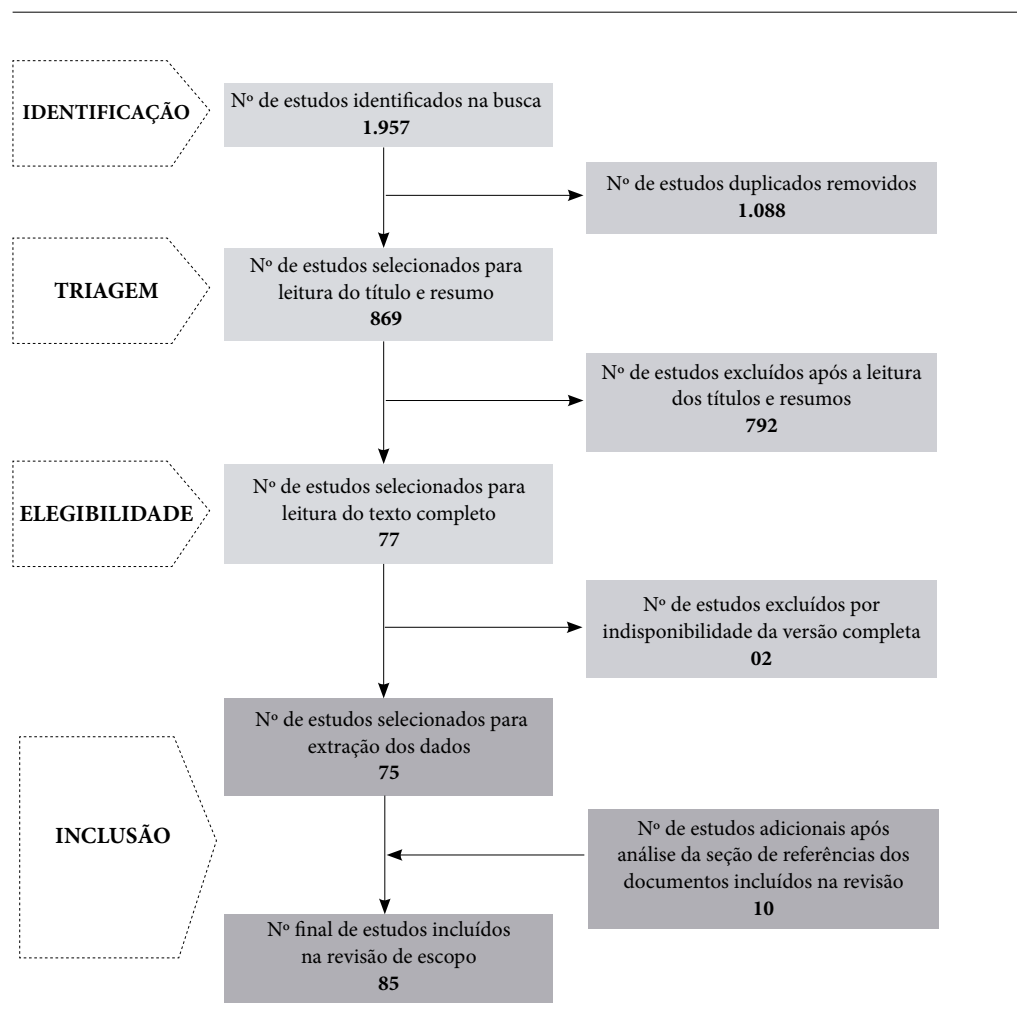 IDENTIFICAÇÃO
Nº de estudos identificados na busca
1.957
Nº de estudos duplicados removidos
1.088
TRIAGEM
Nº de estudos selecionados para
leitura do título e resumo
869
Nº de estudos excluídos após a leitura
dos títulos e resumos
792
ELEGIBILIDADE
Nº de estudos selecionados para
leitura do texto completo
77
Nº de estudos excluídos por
indisponibilidade da versão completa
02
Nº de estudos selecionados para
extração dos dados
75
INCLUSÃO
Nº de estudos adicionais após
análise da seção de referências dos
documentos incluídos na revisão
10
Nº final de estudos incluídos
na revisão de escopo
85